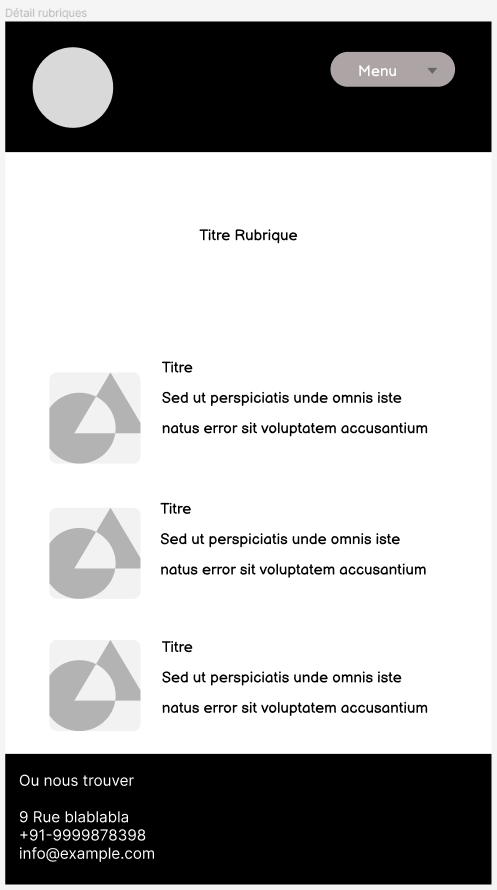 Détail rubriques
Menu
Titre Rubrique
Titre
Sed ut perspiciatis unde omnis iste
natus error sit voluptatem accusantium
Titre
Sed ut perspiciatis unde omnis iste
natus error sit voluptatem accusantium
Titre
Sed ut perspiciatis unde omnis iste
natus error sit voluptatem accusantium
Ou nous trouver
9 Rue blablabla
+91-9999878398
info@example.com